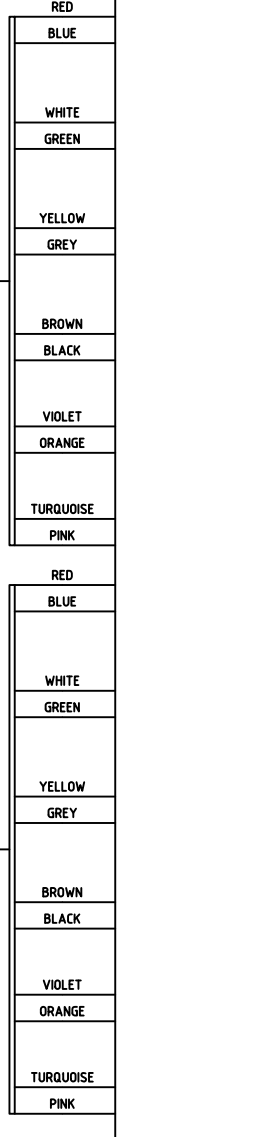 RED
BLUE
WHITE
GREEN
YELLOW
GREY
BROWN
BLACK
VIOLET
ORANGE
TURQUOISE
PINK
RED
BLUE
WHITE
GREEN
YELLOW
GREY
BROWN
BLACK
VIOLET
ORANGE
TURQUOISE
PINK